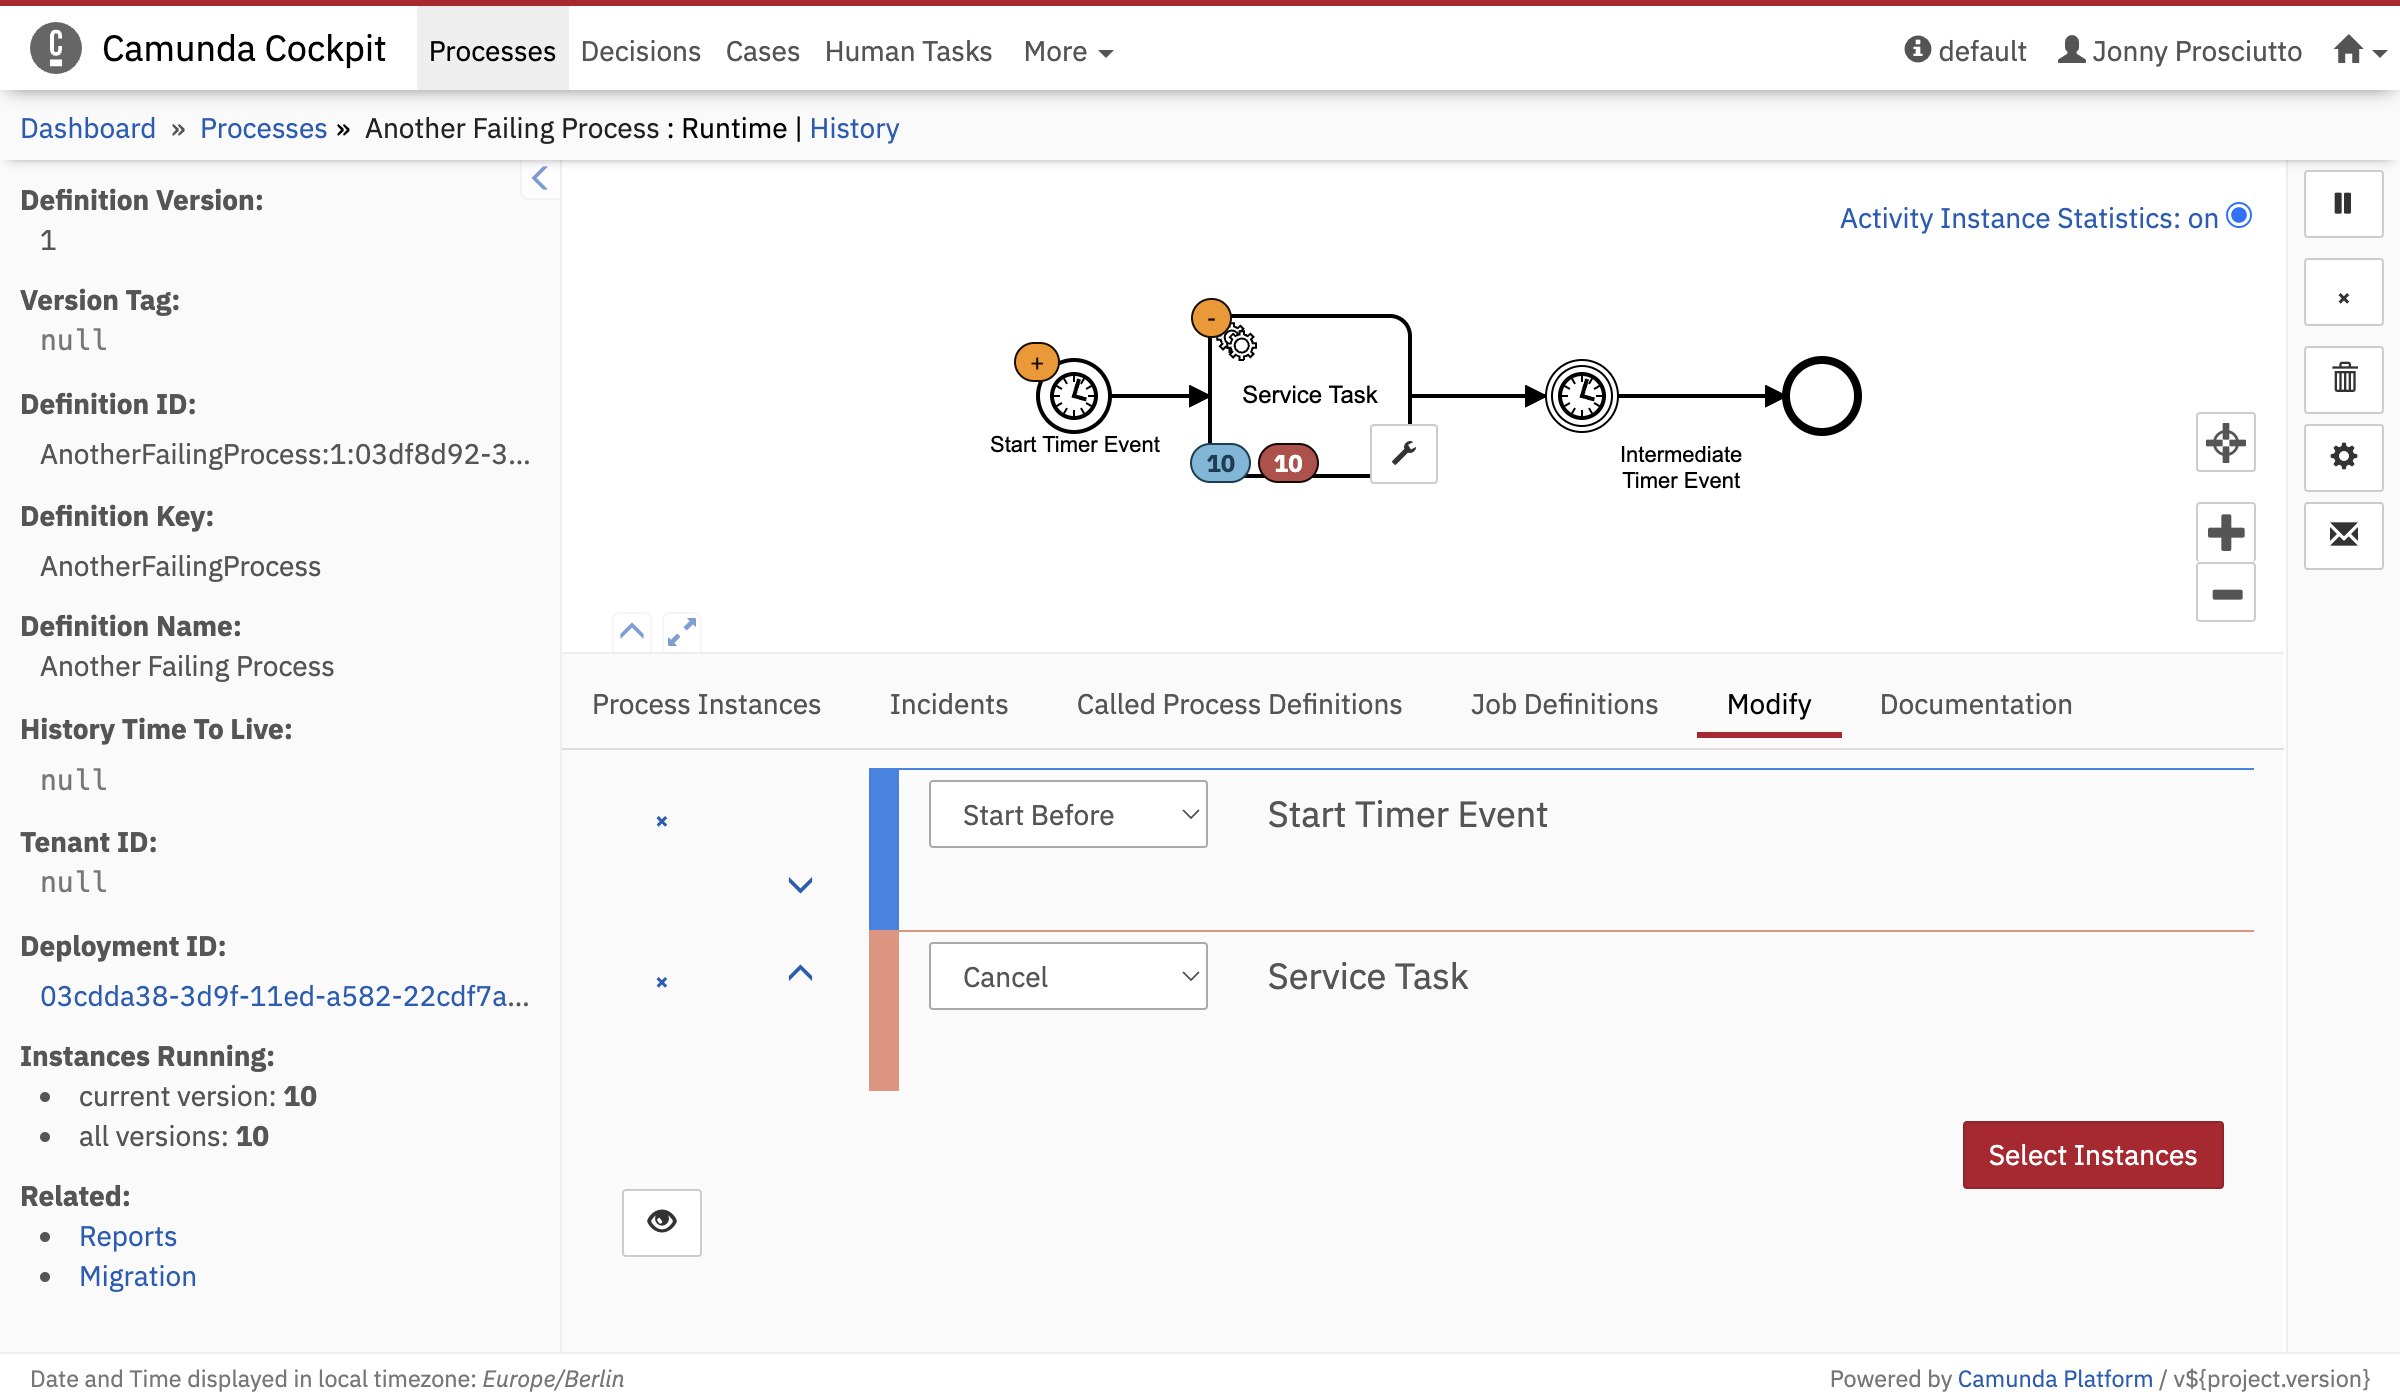 Camunda Cockpit Processes Decisions Cases Human Tasks More default Jonny Prosciutto
Dashboard » Processes » Another Failing Process : Runtime | History
Definition Version:
1
Version Tag:
null
Definition ID:
AnotherFailingProcess:1:03df8d92-3...
Definition Key:
AnotherFailingProcess
Definition Name:
Another Failing Process
History Time To Live:
null
Tenant ID:
null
Deployment ID:
03cdda38-3d9f-11ed-a582-22cdf7a...
Instances Running:
current version: 10
all versions: 10
Related:
Reports
Migration
Activity Instance Statistics: on
+
Start Timer Event
-
Service Task
10 10
Intermediate
Timer Event
Process Instances Incidents Called Process Definitions Job Definitions Modify Documentation
Start Before Start Timer Event
Cancel Service Task
Select Instances
Date and Time displayed in local timezone: Europe/Berlin
Powered by Camunda Platform / v${project.version}